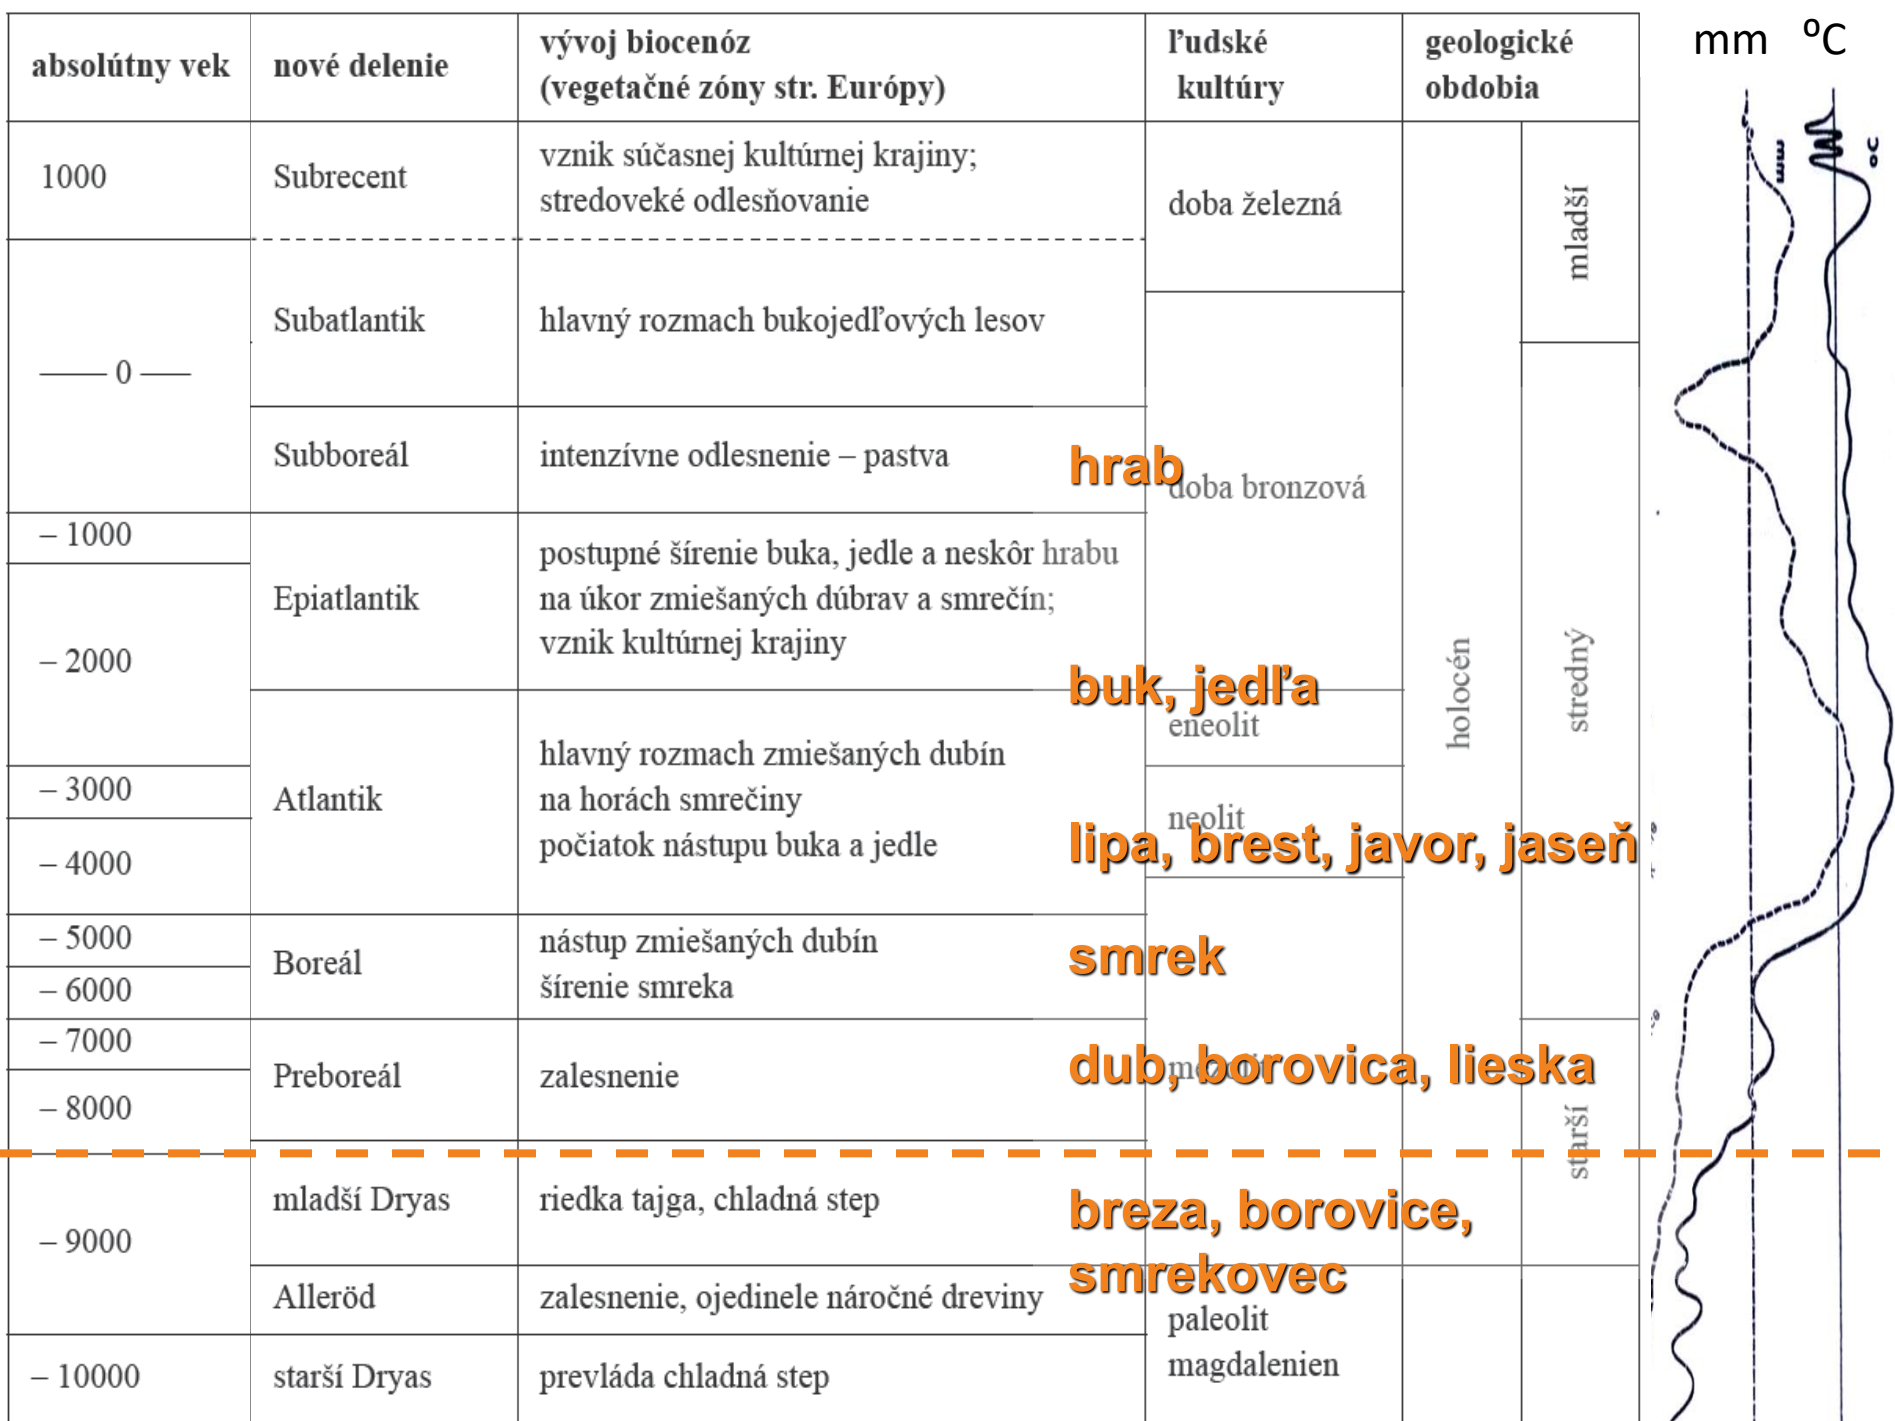 absolútny vek
nové delenie
vývoj biocenóz
(vegetačné zóny str. Európy)
ľudské
kultúry
geologické
obdobia
mm ºC
1000
Subrecent
vznik súčasnej kultúrnej krajiny;
stredoveké odlesňovanie
doba železná
mladší
mm
°C
Subatlantik
hlavný rozmach bukojedľových lesov
0
Subboreál
intenzívne odlesnenie – pastva
hrab
doba bronzová
– 1000
Epiatlantik
postupné šírenie buka, jedle a neskôr hrabu
na úkor zmiešaných dúbrav a smrečín;
vznik kultúrnej krajiny
– 2000
holocén
stredný
buk, jedľa
eneolit
Atlantik
hlavný rozmach zmiešaných dubín
na horách smrečiny
počiatok nástupu buka a jedle
– 3000
neolit
lipa, brest, javor, jaseň
– 4000
– 5000
Boreál
nástup zmiešaných dubín
šírenie smreka
smrek
– 6000
– 7000
Preboreál
zalesnenie
dub, borovica, lieska
– 8000
starší
mladší Dryas
riedka tajga, chladná step
breza, borovice,
smrekovec
– 9000
Alleröd
zalesnenie, ojedinele náročné dreviny
paleolit
magdalenien
– 10000
starší Dryas
prevláda chladná step